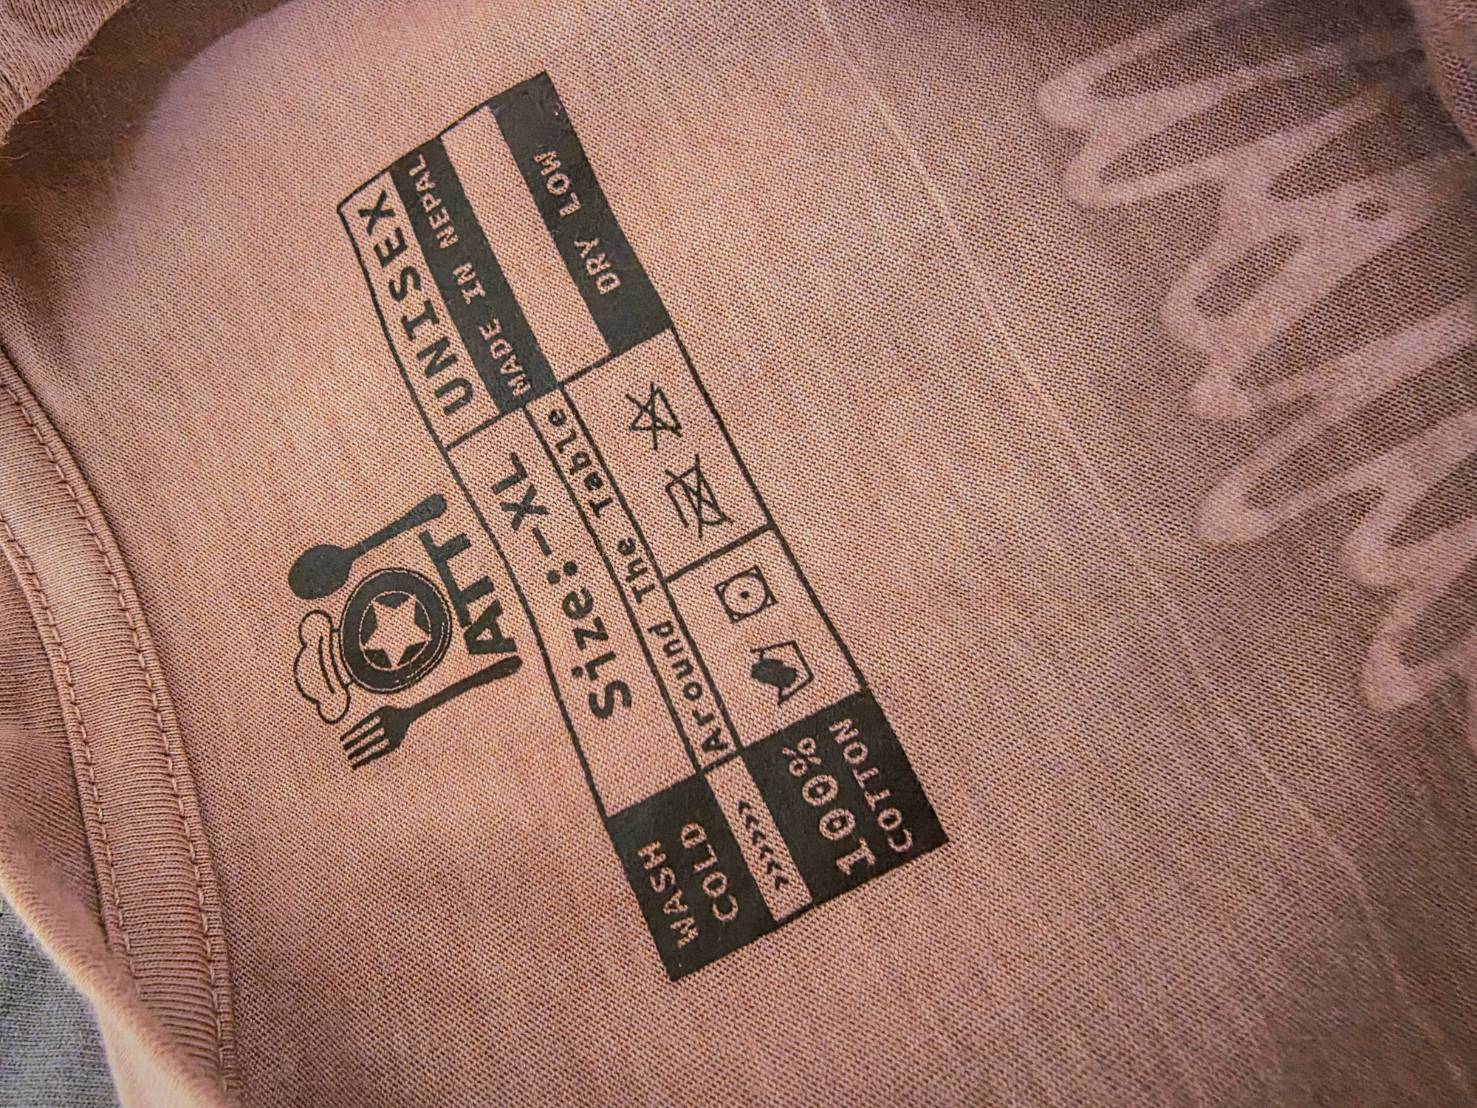 ATT
Size:-XL
UNISEX
MADE IN NEPAL
Around The Table
WASH
COLD
>>>>>>
100%
COTTON
DRY LOW